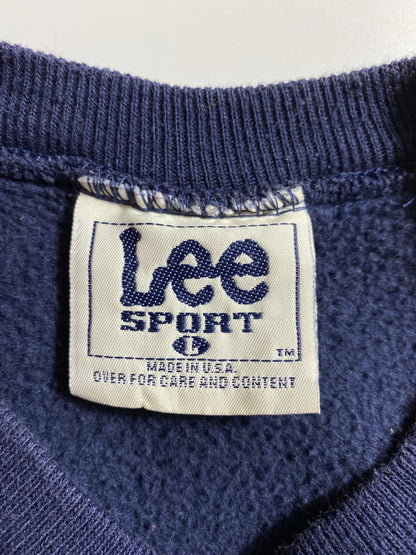 Lee
SPORT
L
TM
MADE IN U.S.A.
OVER FOR CARE AND CONTENT